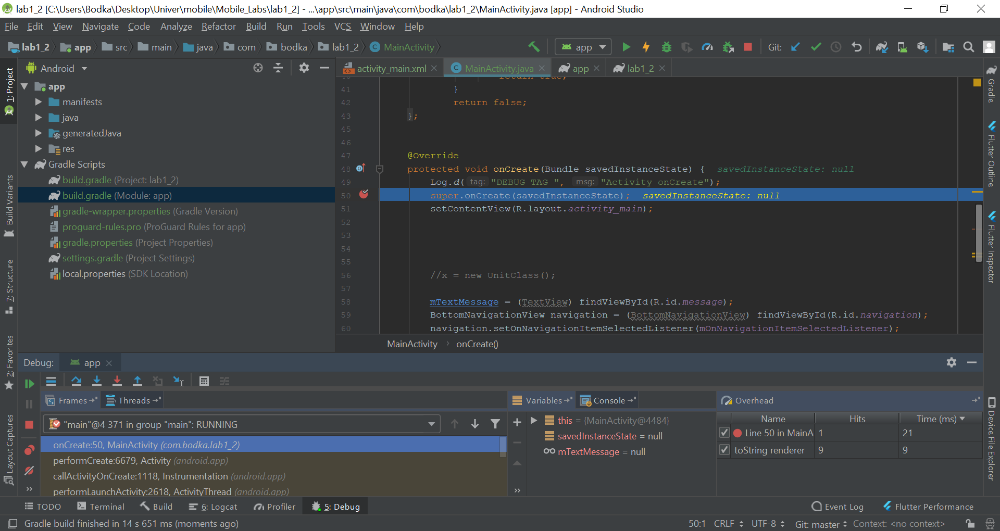 lab1_2 [C:\Users\Bodka\Desktop\Univer\mobile\Mobile_Labs\lab1_2] - ...\app\src\main\java\com\bodka\lab1_2\MainActivity.java [app] - Android Studio
File Edit View Navigate Code Analyze Refactor Build Run Tools VCS Window Help
lab1_2 app src main java com bodka lab1_2 MainActivity app Git:
Android
activity_main.xml MainActivity.java app lab1_2
1: Project
Build Variants
7: Structure
2: Favorites
Layout Captures
app
manifests
java
generatedJava
res
Gradle Scripts
build.gradle (Project: lab1_2)
build.gradle (Module: app)
gradle-wrapper.properties (Gradle Version)
proguard-rules.pro (ProGuard Rules for app)
gradle.properties (Project Properties)
settings.gradle (Project Settings)
local.properties (SDK Location)
return true;
41 }
42 return false;
43 };
45
46
47 @Override
48 protected void onCreate(Bundle savedInstanceState) { savedInstanceState: null
49 Log.d( tag: "DEBUG TAG ", msg: "Activity onCreate");
50 super.onCreate(savedInstanceState); savedInstanceState: null
51 setContentView(R.layout.activity_main);
52
53
54
55
56 //x = new UnitClass();
57
58 mTextMessage = (TextView) findViewById(R.id.message);
59 BottomNavigationView navigation = (BottomNavigationView) findViewById(R.id.navigation);
60 navigation.setOnNavigationItemSelectedListener(mOnNavigationItemSelectedListener);
MainActivity › onCreate()
Gradle
Flutter Outline
Flutter Inspector
Device File Explorer
Debug: app
Frames Threads
"main"@4 371 in group "main": RUNNING
onCreate:50, MainActivity (com.bodka.lab1_2)
performCreate:6679, Activity (android.app)
callActivityOnCreate:1118, Instrumentation (android.app)
performLaunchActivity:2618, ActivityThread (android.app)
Variables Console
this = {MainActivity@4484}
savedInstanceState = null
mTextMessage = null
Overhead
Name Hits Time (ms)
Line 50 in MainA 1 21
toString renderer 9 9
TODO Terminal Build 6: Logcat Profiler 5: Debug Event Log Flutter Performance
Gradle build finished in 14 s 651 ms (moments ago) 50:1 CRLF UTF-8 Git: master Context: <no context>